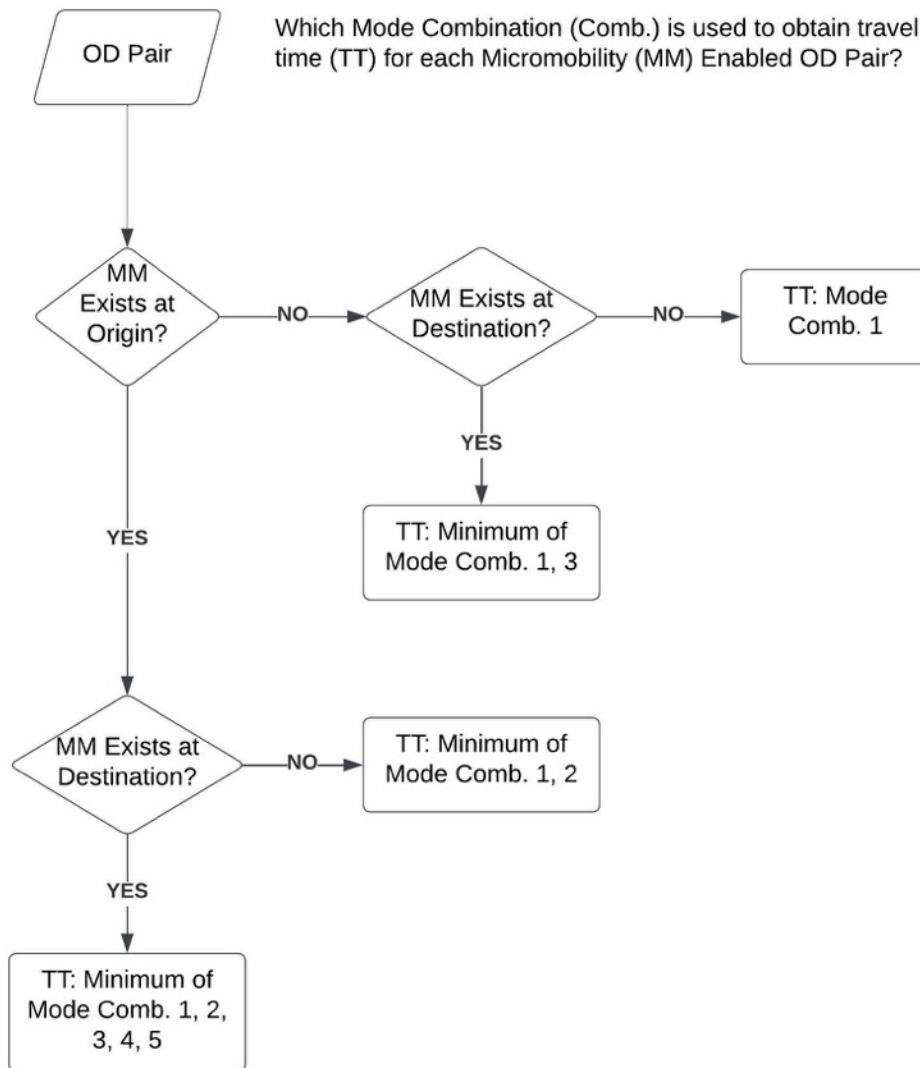 OD Pair
Which Mode Combination (Comb.) is used to obtain travel
time (TT) for each Micromobility (MM) Enabled OD Pair?
MM
Exists at
Origin?
NO
MM Exists at
Destination?
NO
TT: Mode
Comb. 1
YES
TT: Minimum of
Mode Comb. 1, 3
YES
MM Exists at
Destination?
NO
TT: Minimum of
Mode Comb. 1, 2
YES
TT: Minimum of
Mode Comb. 1, 2,
3, 4, 5